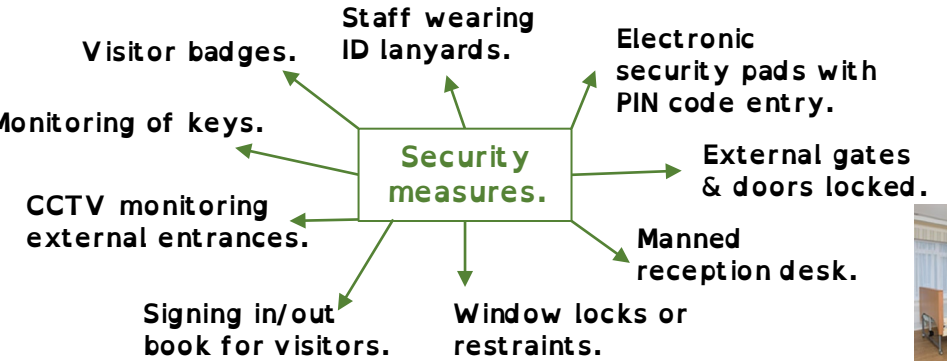 Staff wearing
ID lanyards.
Visitor badges.
Electronic
security pads with
PIN code entry.
Monitoring of keys.
Security
measures.
External gates
& doors locked.
CCTV monitoring
external entrances.
Manned
reception desk.
Signing in/out
book for visitors.
Window locks or
restraints.